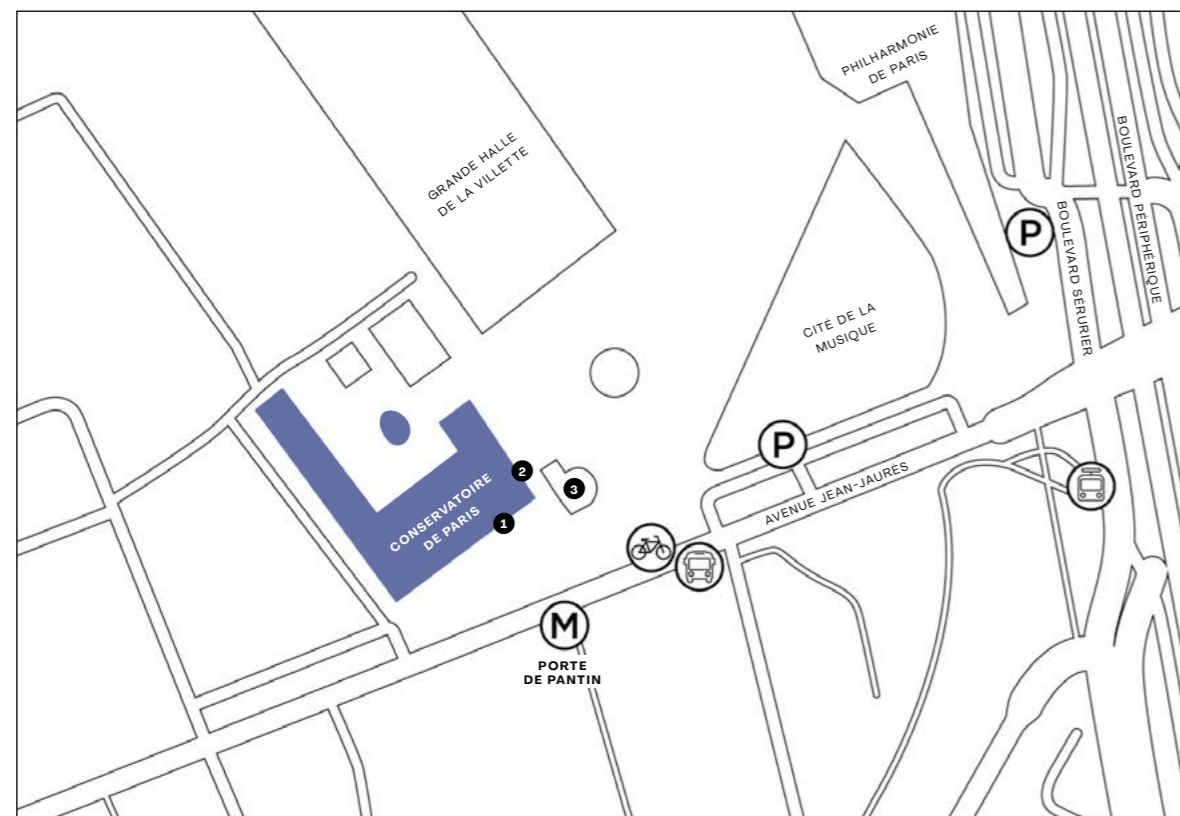 PHILHARMONIE
DE PARIS
GRANDE HALLE
DE LA VILLETTE
BOULEVARD PÉRIPHÉRIQUE
P
BOULEVARD SÉRURIER
CITÉ DE LA
MUSIQUE
P
2
3
AVENUE JEAN-JAURÈS
CONSERVATOIRE
DE PARIS
1
M
PORTE
DE PANTIN